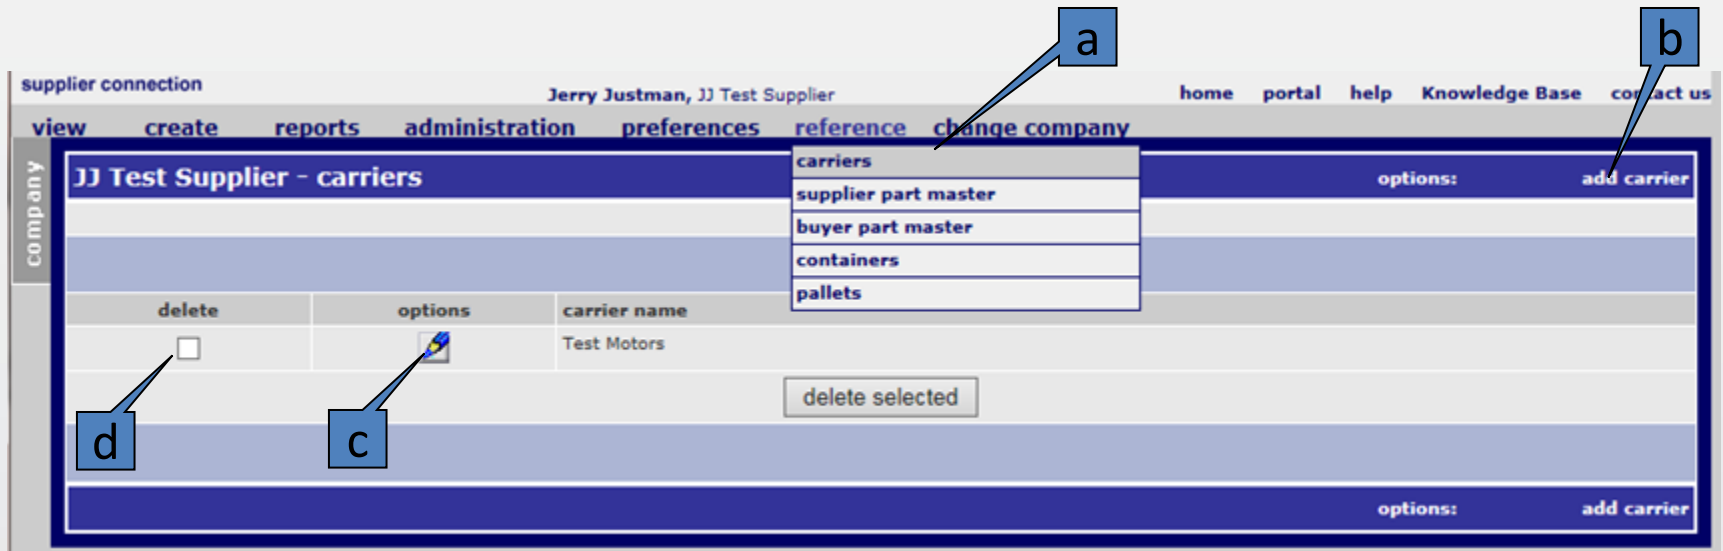 a
b
supplier connection
Jerry Justman, JJ Test Supplier
home portal help Knowledge Base contact us
view create reports administration preferences reference change company
company
JJ Test Supplier - carriers
options: add carrier
carriers
supplier part master
buyer part master
containers
pallets
delete options carrier name
Test Motors
delete selected
d
c
options: add carrier